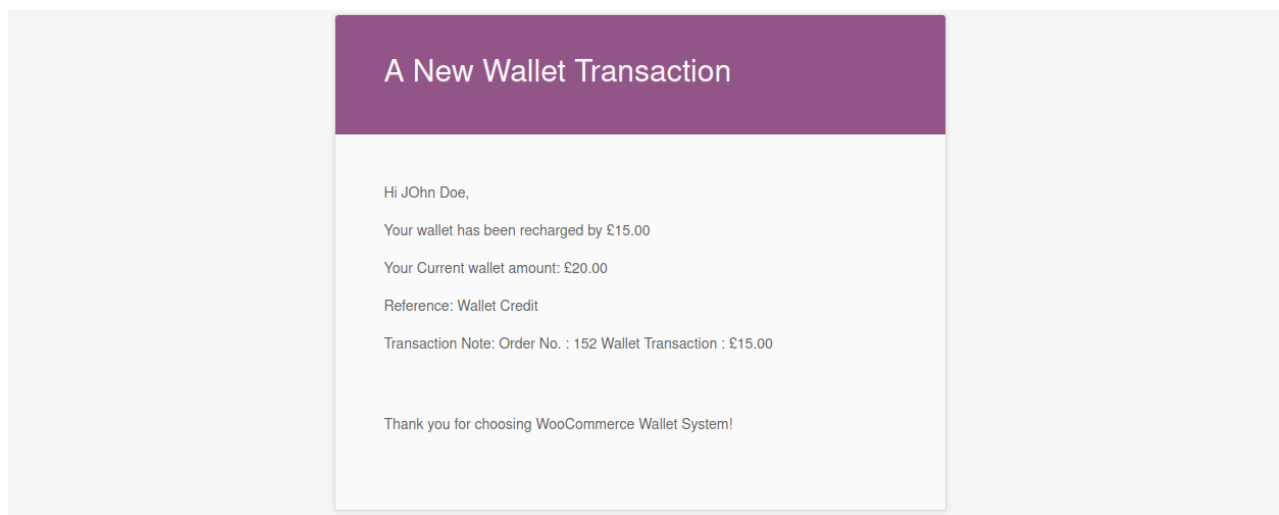 A New Wallet Transaction
Hi JOhn Doe,
Your wallet has been recharged by £15.00
Your Current wallet amount: £20.00
Reference: Wallet Credit
Transaction Note: Order No. : 152 Wallet Transaction : £15.00
Thank you for choosing WooCommerce Wallet System!